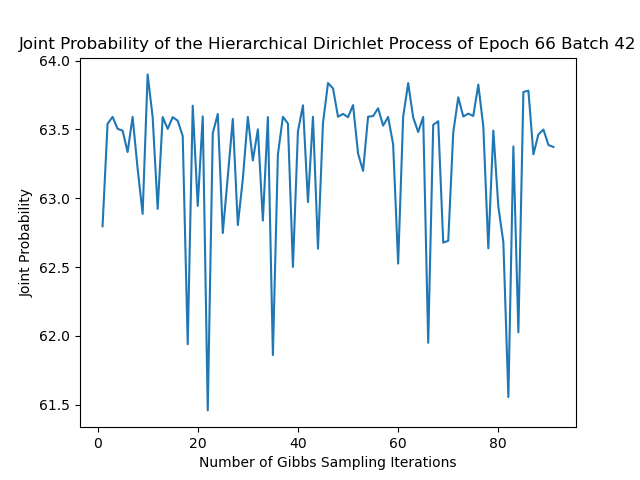 Joint Probability of the Hierarchical Dirichlet Process of Epoch 66 Batch 42
64.0
63.5
63.0
62.5
62.0
61.5
Joint Probability
0 20 40 60 80
Number of Gibbs Sampling Iterations